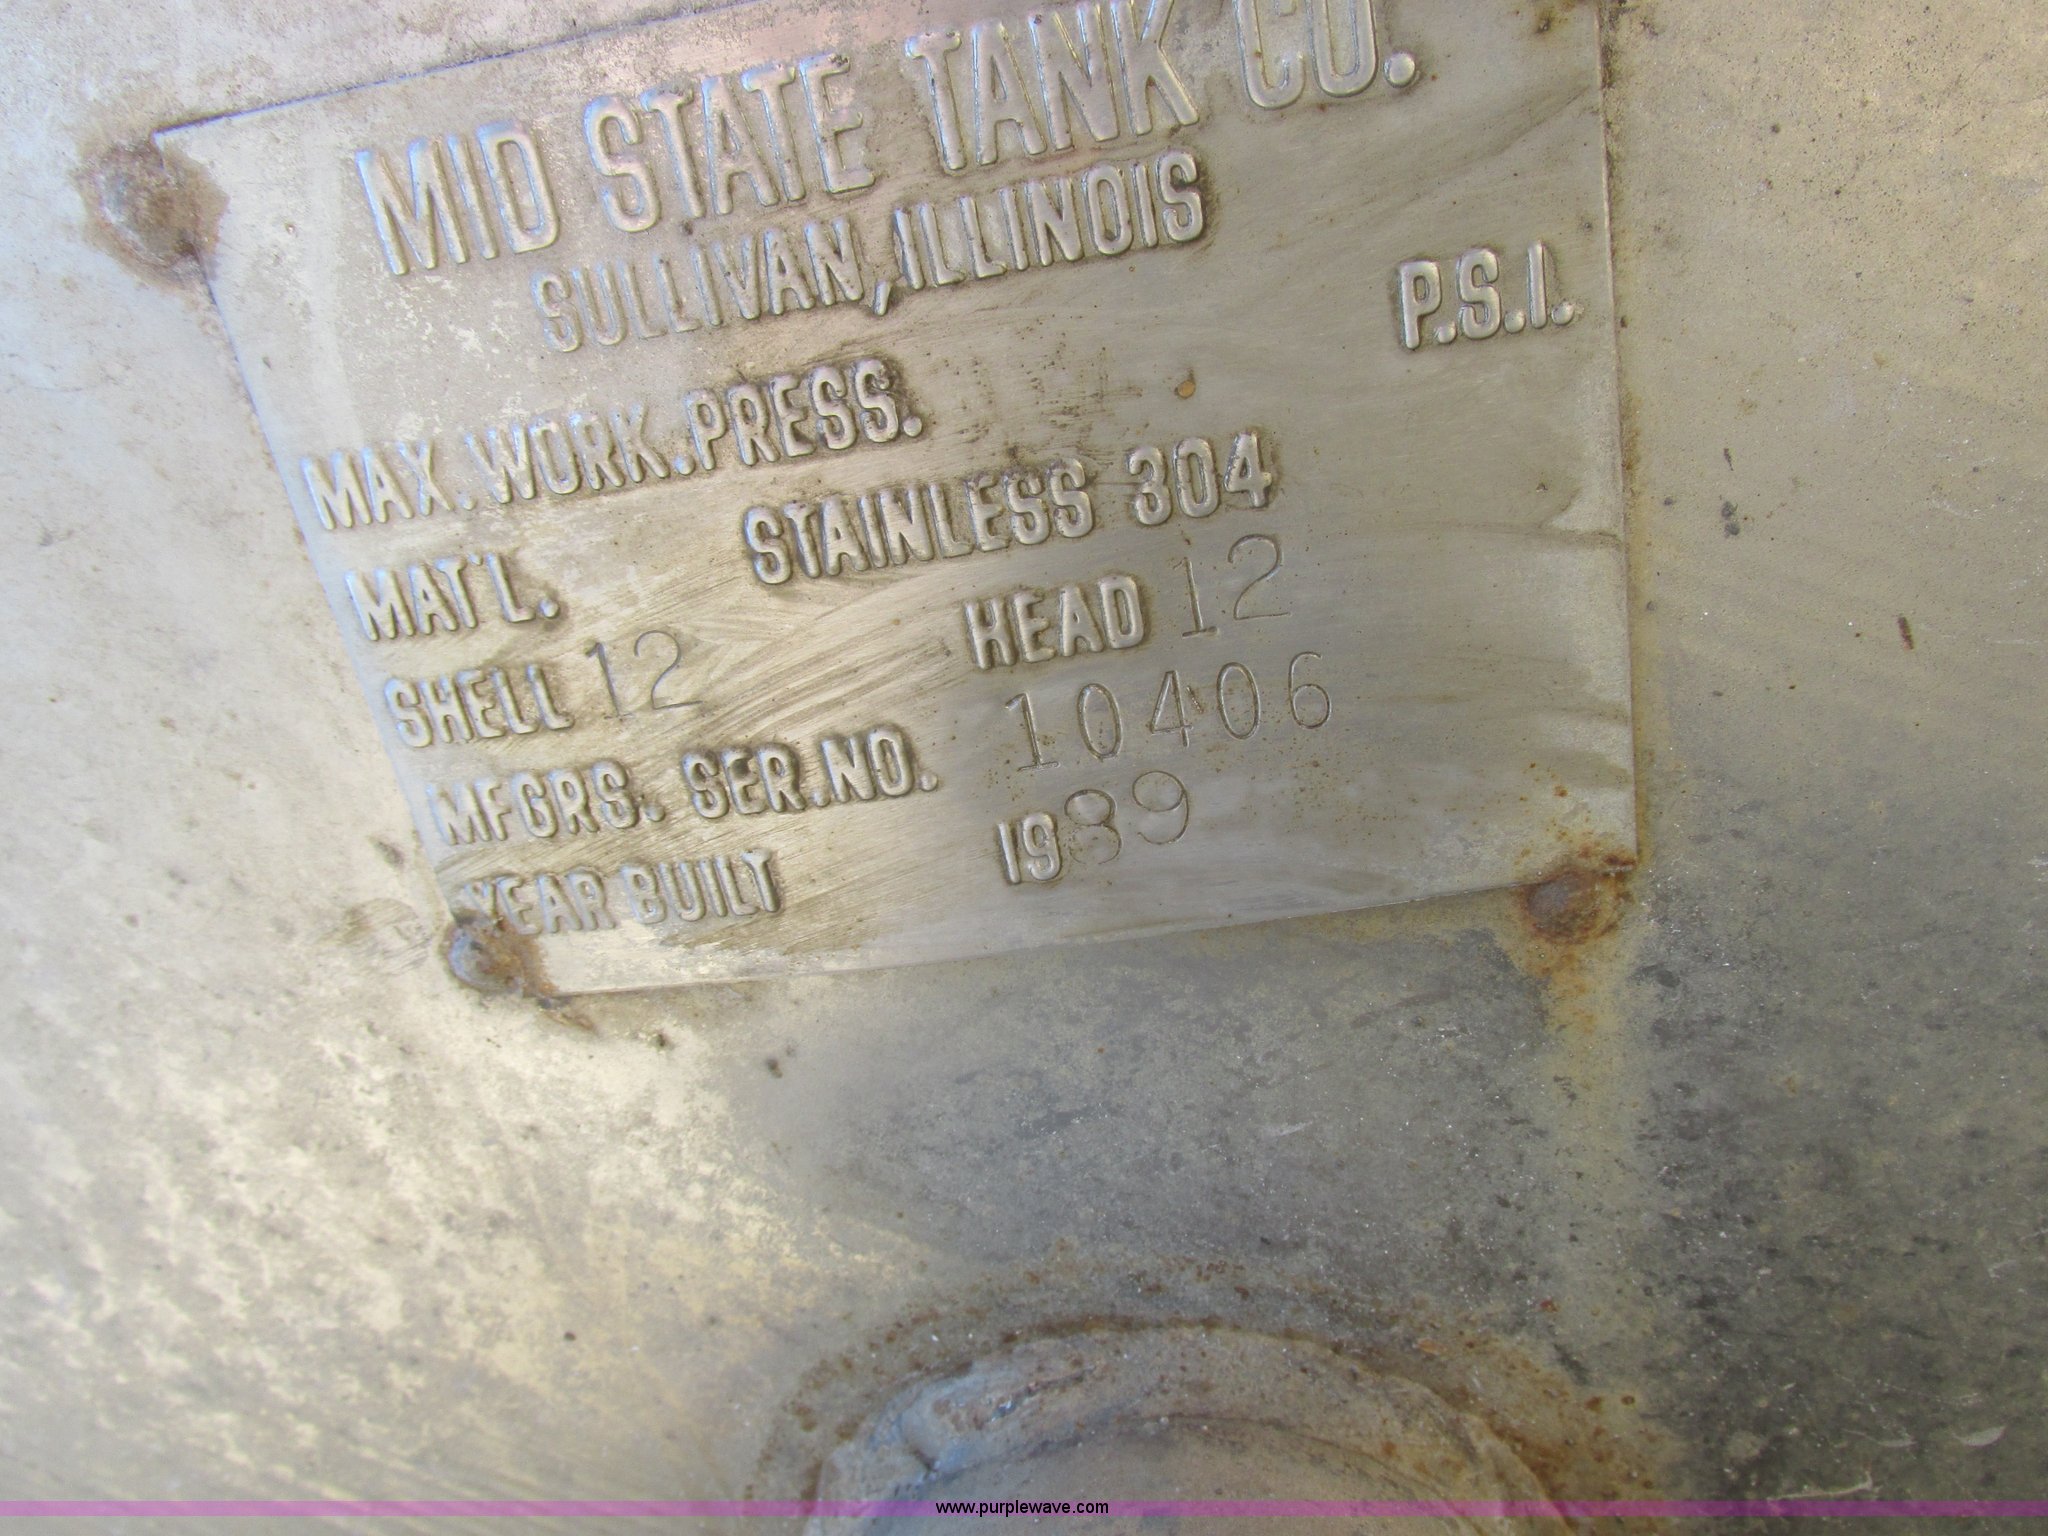 MID STATE TANK CO.
SULLIVAN, ILLINOIS
MAX. WORK. PRESS. P.S.I.
MAT'L. STAINLESS 304
SHELL 12 HEAD 12
MFGRS. SER. NO. 10406
YEAR BUILT 1989
www.purplewave.com